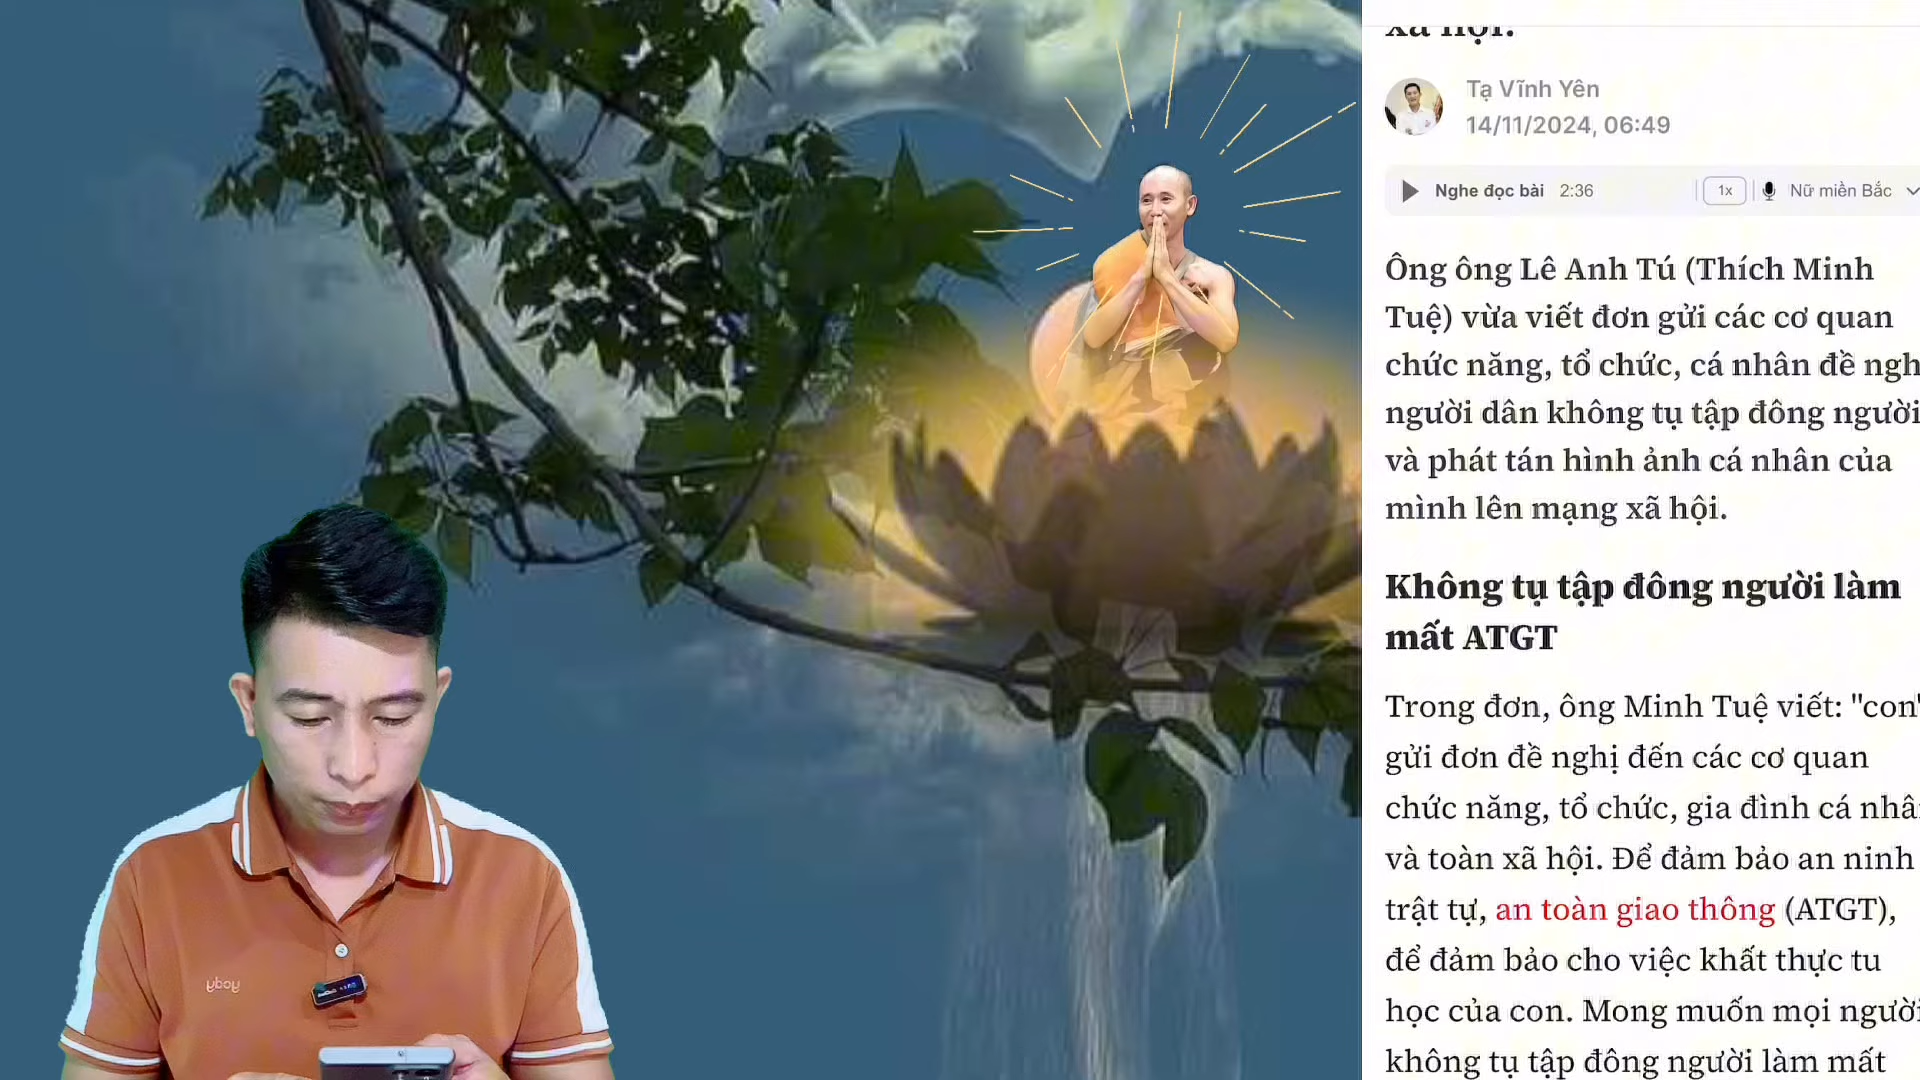 xã hội.
Tạ Vĩnh Yên
14/11/2024, 06:49
Nghe đọc bài 2:36 1x Nữ miền Bắc
Ông ông Lê Anh Tú (Thích Minh
Tuệ) vừa viết đơn gửi các cơ quan
chức năng, tổ chức, cá nhân đề ngh
người dân không tụ tập đông người
và phát tán hình ảnh cá nhân của
mình lên mạng xã hội.
Không tụ tập đông người làm
mất ATGT
Trong đơn, ông Minh Tuệ viết: "con"
gửi đơn đề nghị đến các cơ quan
chức năng, tổ chức, gia đình cá nhâ
và toàn xã hội. Để đảm bảo an ninh
trật tự, an toàn giao thông (ATGT),
để đảm bảo cho việc khất thực tu
học của con. Mong muốn mọi người
không tụ tập đông người làm mất
yboy